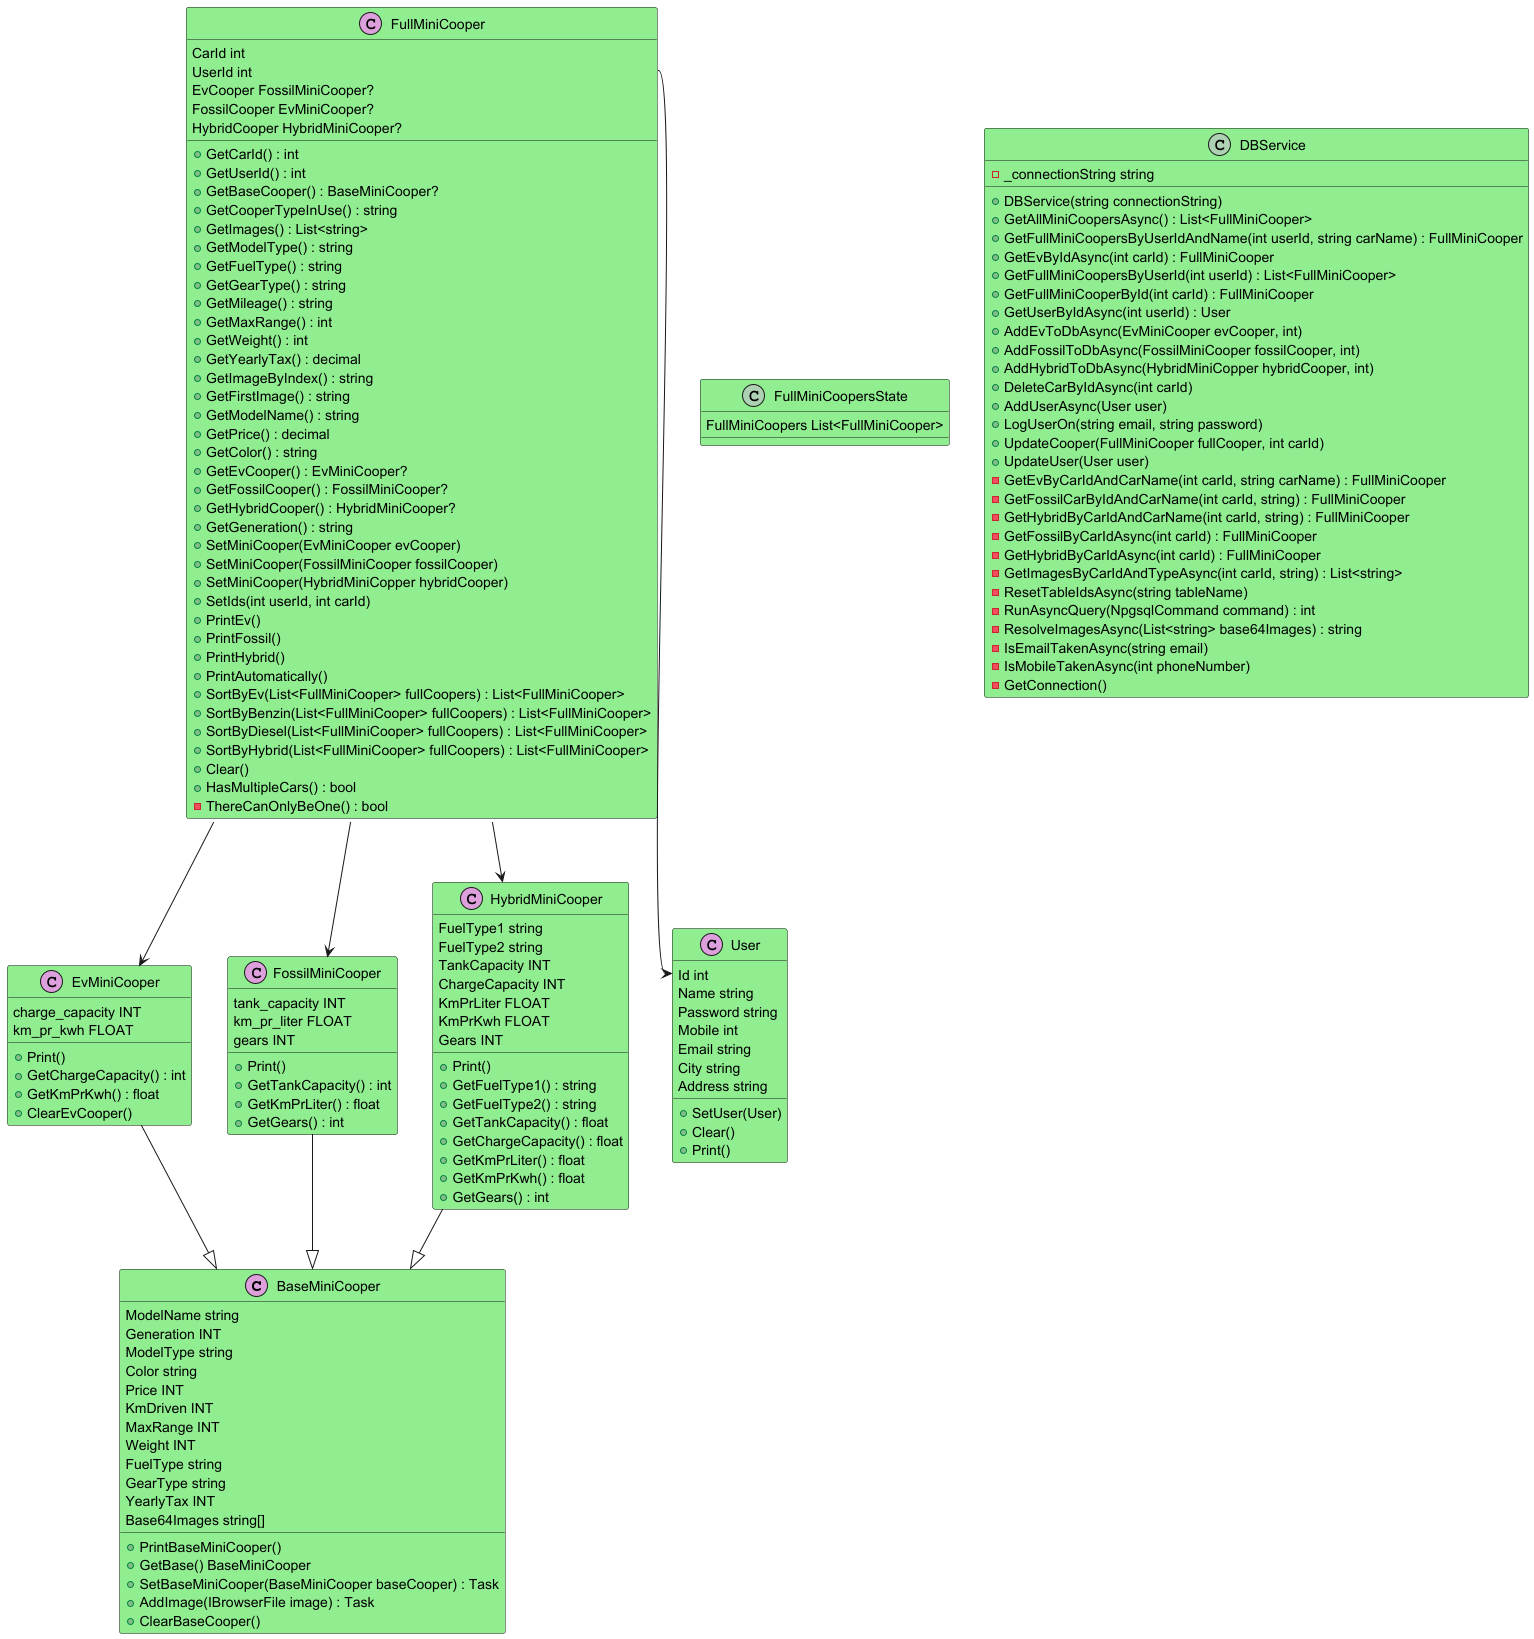 C FullMiniCooper
CarId int
UserId int
EvCooper FossilMiniCooper?
FossilCooper EvMiniCooper?
HybridCooper HybridMiniCooper?
GetCarId() : int
GetUserId() : int
GetBaseCooper() : BaseMiniCooper?
GetCooperTypeInUse() : string
GetImages() : List<string>
GetModelType() : string
GetFuelType() : string
GetGearType() : string
GetMileage() : string
GetMaxRange() : int
GetWeight() : int
GetYearlyTax() : decimal
GetImageByIndex() : string
GetFirstImage() : string
GetModelName() : string
GetPrice() : decimal
GetColor() : string
GetEvCooper() : EvMiniCooper?
GetFossilCooper() : FossilMiniCooper?
GetHybridCooper() : HybridMiniCooper?
GetGeneration() : string
SetMiniCooper(EvMiniCooper evCooper)
SetMiniCooper(FossilMiniCooper fossilCooper)
SetMiniCooper(HybridMiniCopper hybridCooper)
SetIds(int userId, int carId)
PrintEv()
PrintFossil()
PrintHybrid()
PrintAutomatically()
SortByEv(List<FullMiniCooper> fullCoopers) : List<FullMiniCooper>
SortByBenzin(List<FullMiniCooper> fullCoopers) : List<FullMiniCooper>
SortByDiesel(List<FullMiniCooper> fullCoopers) : List<FullMiniCooper>
SortByHybrid(List<FullMiniCooper> fullCoopers) : List<FullMiniCooper>
Clear()
HasMultipleCars() : bool
ThereCanOnlyBeOne() : bool
C FullMiniCoopersState
FullMiniCoopers List<FullMiniCooper>
C DBService
_connectionString string
DBService(string connectionString)
GetAllMiniCoopersAsync() : List<FullMiniCooper>
GetFullMiniCoopersByUserIdAndName(int userId, string carName) : FullMiniCooper
GetEvByIdAsync(int carId) : FullMiniCooper
GetFullMiniCoopersByUserId(int userId) : List<FullMiniCooper>
GetFullMiniCooperById(int carId) : FullMiniCooper
GetUserByIdAsync(int userId) : User
AddEvToDbAsync(EvMiniCooper evCooper, int)
AddFossilToDbAsync(FossilMiniCooper fossilCooper, int)
AddHybridToDbAsync(HybridMiniCopper hybridCooper, int)
DeleteCarByIdAsync(int carId)
AddUserAsync(User user)
LogUserOn(string email, string password)
UpdateCooper(FullMiniCooper fullCooper, int carId)
UpdateUser(User user)
GetEvByCarIdAndCarName(int carId, string carName) : FullMiniCooper
GetFossilCarByIdAndCarName(int carId, string) : FullMiniCooper
GetHybridByCarIdAndCarName(int carId, string) : FullMiniCooper
GetFossilByCarIdAsync(int carId) : FullMiniCooper
GetHybridByCarIdAsync(int carId) : FullMiniCooper
GetImagesByCarIdAndTypeAsync(int carId, string) : List<string>
ResetTableIdsAsync(string tableName)
RunAsyncQuery(NpgsqlCommand command) : int
ResolveImagesAsync(List<string> base64Images) : string
IsEmailTakenAsync(string email)
IsMobileTakenAsync(int phoneNumber)
GetConnection()
C EvMiniCooper
charge_capacity INT
km_pr_kwh FLOAT
Print()
GetChargeCapacity() : int
GetKmPrKwh() : float
ClearEvCooper()
C FossilMiniCooper
tank_capacity INT
km_pr_liter FLOAT
gears INT
Print()
GetTankCapacity() : int
GetKmPrLiter() : float
GetGears() : int
C HybridMiniCooper
FuelType1 string
FuelType2 string
TankCapacity INT
ChargeCapacity INT
KmPrLiter FLOAT
KmPrKwh FLOAT
Gears INT
Print()
GetFuelType1() : string
GetFuelType2() : string
GetTankCapacity() : float
GetChargeCapacity() : float
GetKmPrLiter() : float
GetKmPrKwh() : float
GetGears() : int
C User
Id int
Name string
Password string
Mobile int
Email string
City string
Address string
SetUser(User)
Clear()
Print()
C BaseMiniCooper
ModelName string
Generation INT
ModelType string
Color string
Price INT
KmDriven INT
MaxRange INT
Weight INT
FuelType string
GearType string
YearlyTax INT
Base64Images string[]
PrintBaseMiniCooper()
GetBase() BaseMiniCooper
SetBaseMiniCooper(BaseMiniCooper baseCooper) : Task
AddImage(IBrowserFile image) : Task
ClearBaseCooper()